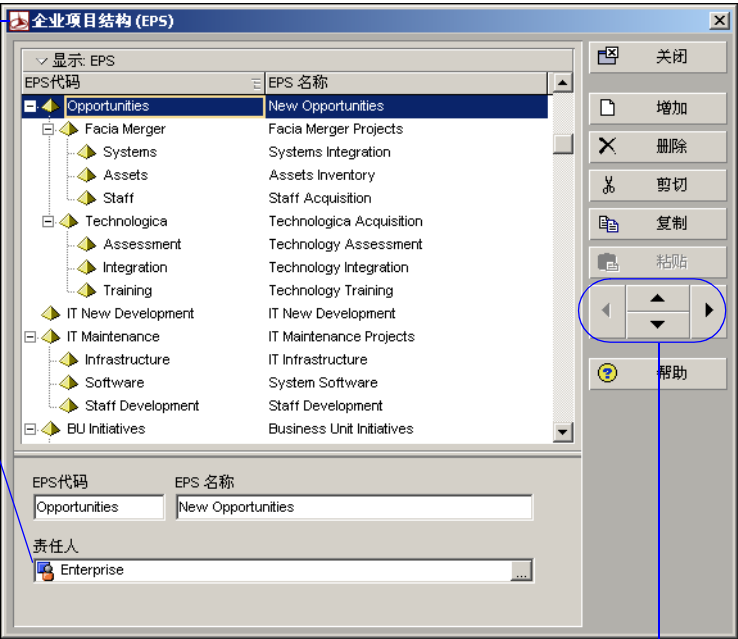 企业项目结构 (EPS)
显示: EPS
EPS代码 EPS 名称
Opportunities New Opportunities
Facia Merger Facia Merger Projects
Systems Systems Integration
Assets Assets Inventory
Staff Staff Acquisition
Technologica Technologica Acquisition
Assessment Technology Assessment
Integration Technology Integration
Training Technology Training
IT New Development IT New Development
IT Maintenance IT Maintenance Projects
Infrastructure IT Infrastructure
Software System Software
Staff Development Staff Development
BU Initiatives Business Unit Initiatives
EPS代码 EPS 名称
Opportunities New Opportunities
责任人
Enterprise
...
关闭
增加
删除
剪切
复制
粘贴
帮助